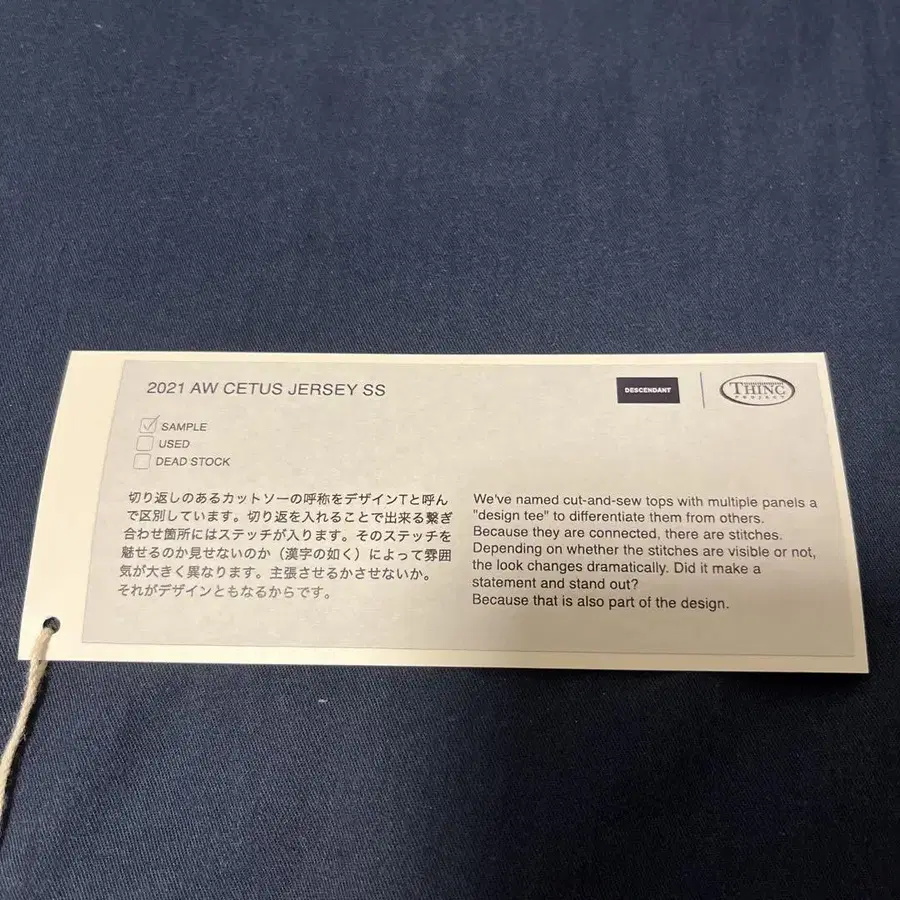 2021 AW CETUS JERSEY SS
DESCENDANT
THINC
PROJECT
SAMPLE
USED
DEAD STOCK
切り返しのあるカットソーの呼称をデザインTと呼ん
で区別しています。切り返を入れることで出来る繋ぎ
合わせ箇所にはステッチが入ります。そのステッチを
魅せるのか見せないのか（漢字の如く）によって雰囲
気が大きく異なります。主張させるかさせないか。
それがデザインともなるからです。
We've named cut-and-sew tops with multiple panels a
"design tee" to differentiate them from others.
Because they are connected, there are stitches.
Depending on whether the stitches are visible or not,
the look changes dramatically. Did it make a
statement and stand out?
Because that is also part of the design.